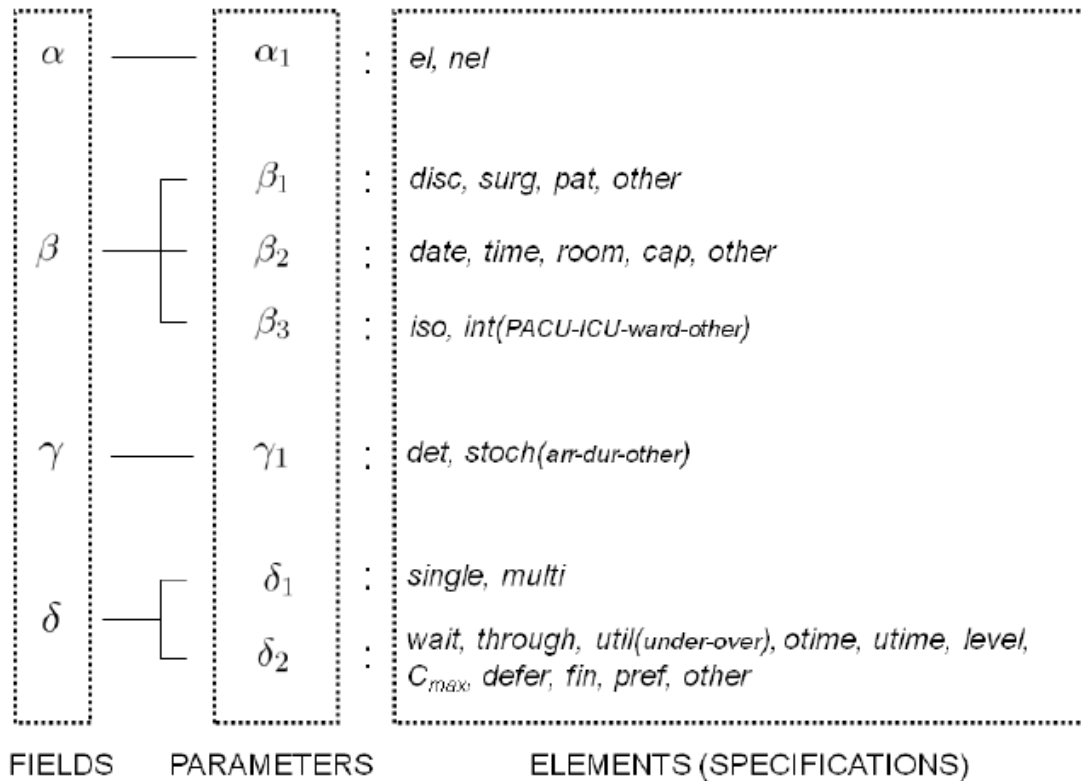 α α₁ : el, nel
β₁ : disc, surg, pat, other
β β₂ : date, time, room, cap, other
β₃ : iso, int(PACU-ICU-ward-other)
γ γ₁ : det, stoch(arr-dur-other)
δ₁ : single, multi
δ
δ₂ : wait, through, util(under-over), otime, utime, level,
Cmax, defer, fin, pref, other
FIELDS PARAMETERS ELEMENTS (SPECIFICATIONS)